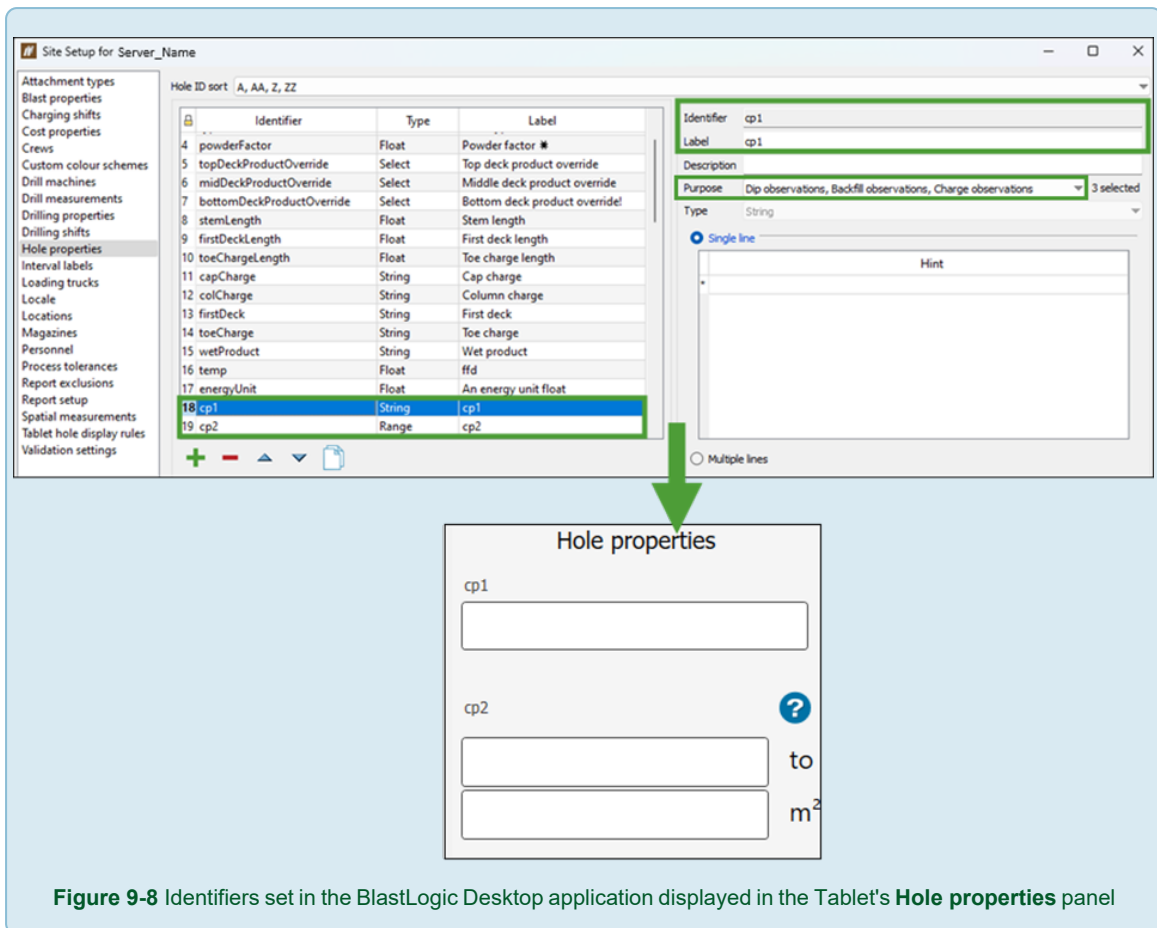 Site Setup for Server_Name
Attachment types
Blast properties
Charging shifts
Cost properties
Crews
Custom colour schemes
Drill machines
Drill measurements
Drilling properties
Drilling shifts
Hole properties
Interval labels
Loading trucks
Locale
Locations
Magazines
Personnel
Process tolerances
Report exclusions
Report setup
Spatial measurements
Tablet hole display rules
Validation settings
Hole ID sort A, AA, Z, ZZ
Identifier Type Label
4 powderFactor Float Powder factor
5 topDeckProductOverride Select Top deck product override
6 midDeckProductOverride Select Middle deck product override
7 bottomDeckProductOverride Select Bottom deck product override!
8 stemLength Float Stem length
9 firstDeckLength Float First deck length
10 toeChargeLength Float Toe charge length
11 capCharge String Cap charge
12 colCharge String Column charge
13 firstDeck String First deck
14 toeCharge String Toe charge
15 wetProduct String Wet product
16 temp Float ffd
17 energyUnit Float An energy unit float
18 cp1 String cp1
19 cp2 Range cp2
Identifier cp1
Label cp1
Description
Purpose Dip observations, Backfill observations, Charge observations 3 selected
Type String
Single line
Hint
*
Multiple lines
Hole properties
cp1
cp2 ?
to
m²
Figure 9-8 Identifiers set in the BlastLogic Desktop application displayed in the Tablet's Hole properties panel